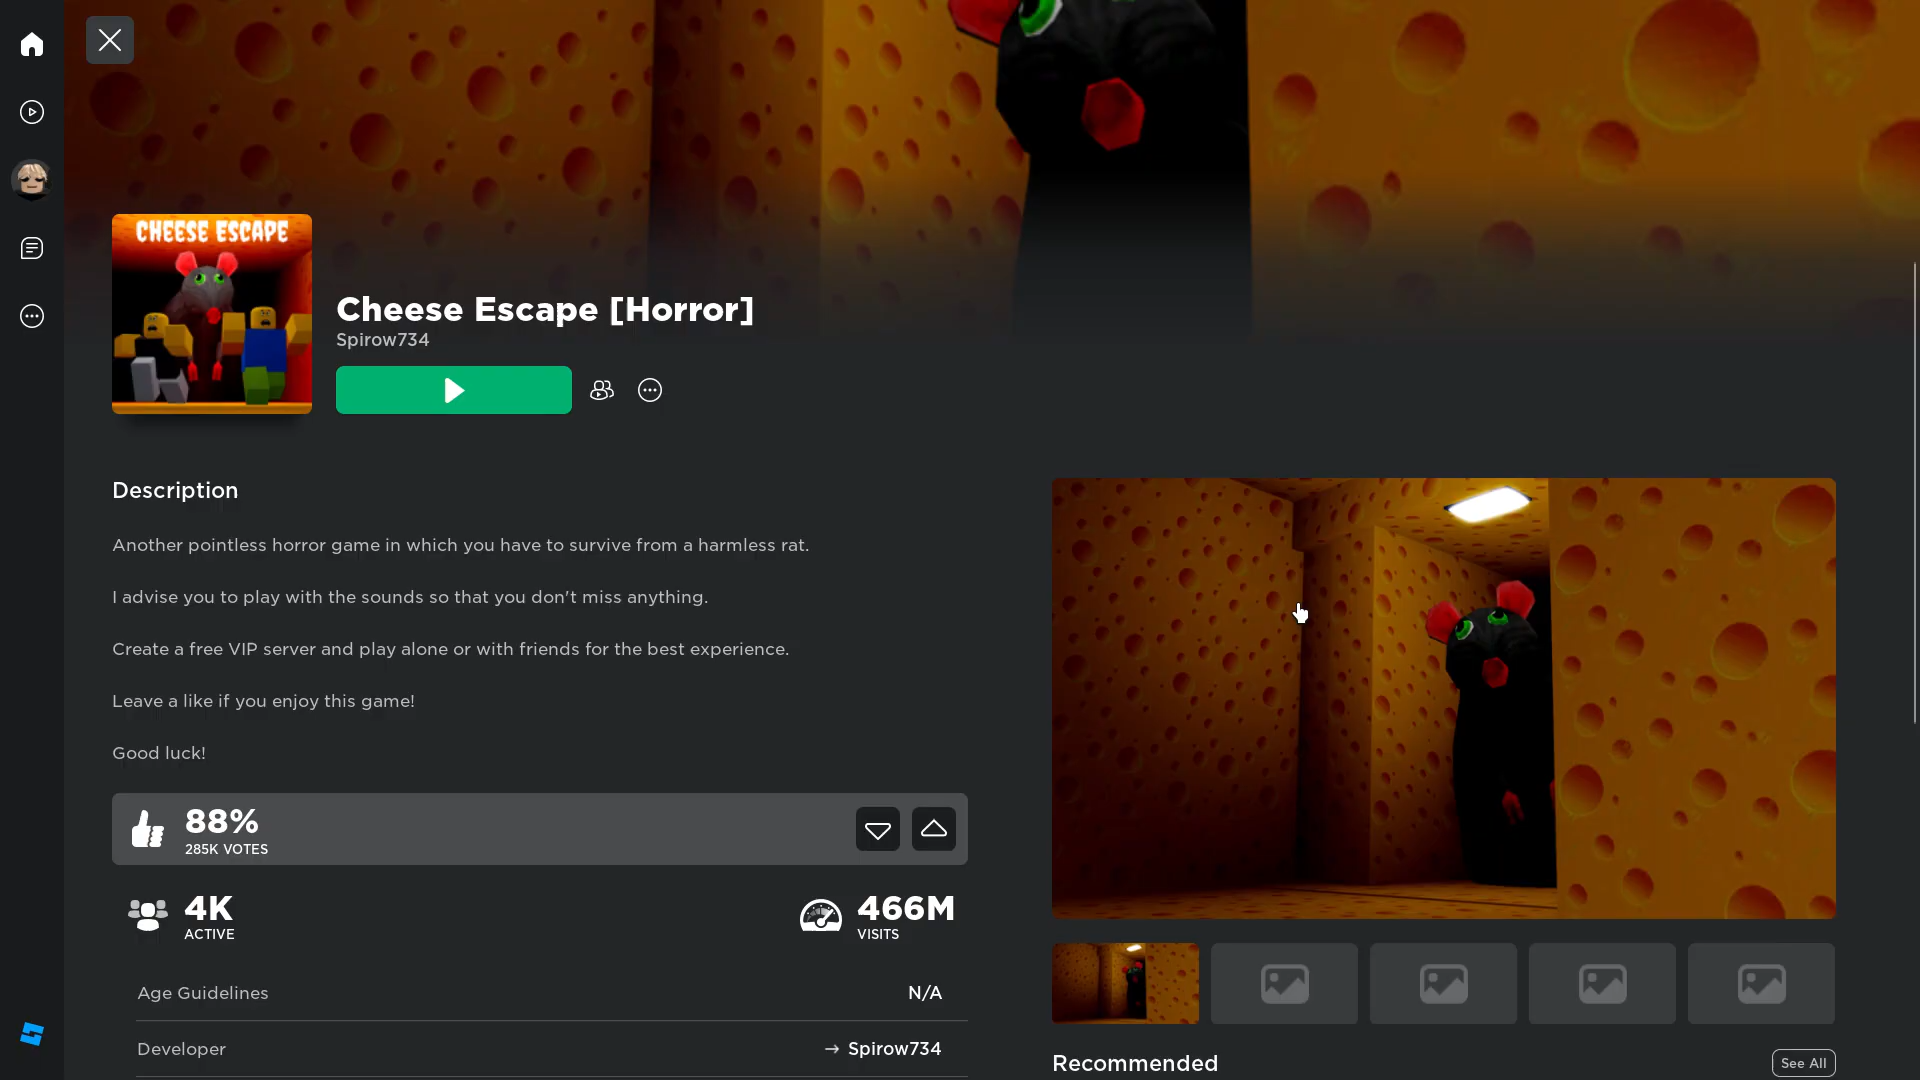 CHEESE ESCAPE
Cheese Escape [Horror]
Spirow734
Description
Another pointless horror game in which you have to survive from a harmless rat.
I advise you to play with the sounds so that you don't miss anything.
Create a free VIP server and play alone or with friends for the best experience.
Leave a like if you enjoy this game!
Good luck!
88%
285K VOTES
4K
ACTIVE
466M
VISITS
Age Guidelines N/A
Developer → Spirow734
Recommended See All